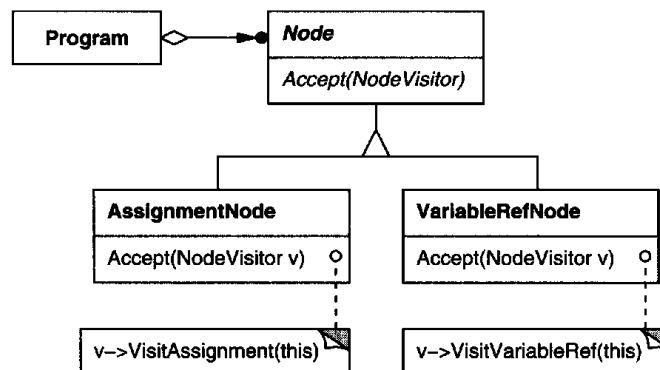 Program
Node
Accept(NodeVisitor)
AssignmentNode
VariableRefNode
Accept(NodeVisitor v)
Accept(NodeVisitor v)
v->VisitAssignment(this)
v->VisitVariableRef(this)